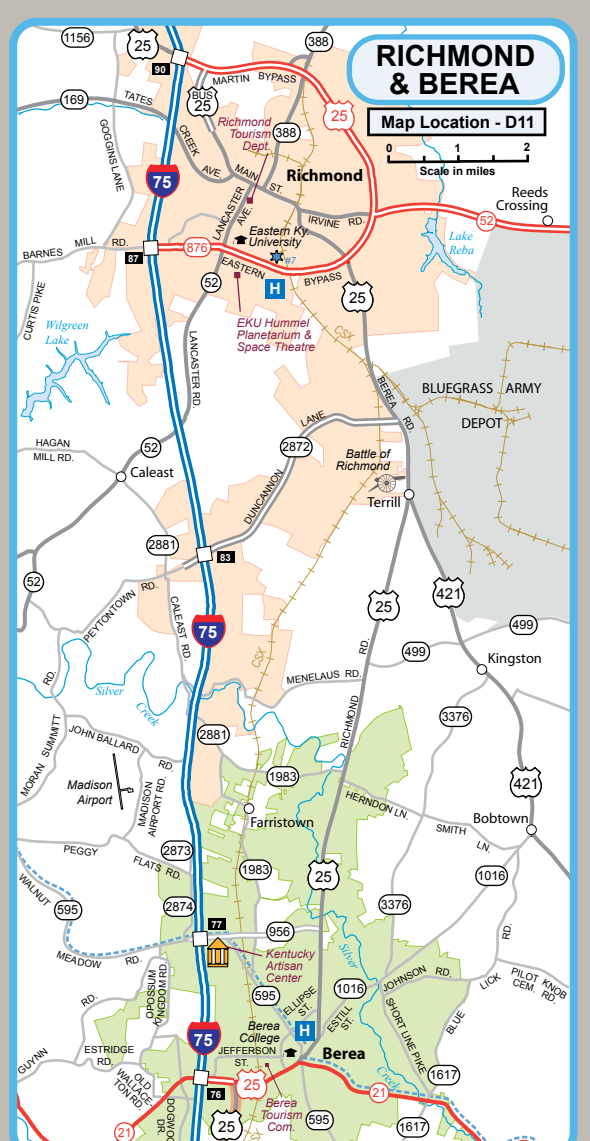 RICHMOND
& BEREA
Map Location - D11
0 1 2
Scale in miles
1156
25
388
90
MARTIN BYPASS
169
TATES
CREEK
AVE.
BUS
25
25
Richmond
Tourism
Dept.
388
GOGGINS LANE
75
MAIN
ST.
Richmond
LANCASTER
AVE.
IRVINE RD.
Reeds
Crossing
52
Lake
Reba
BARNES MILL RD.
87
876
Eastern Ky.
University
#7
EASTERN
BYPASS
H
52
25
CURTIS PIKE
EKU Hummel
Planetarium &
Space Theatre
CSX
Wilgreen
Lake
LANCASTER RD.
BEREA
RD.
BLUEGRASS ARMY
DEPOT
LANE
2872
DUNCANNON
HAGAN
MILL RD.
52
Caleast
Battle of
Richmond
Terrill
2881
83
52
PEYTONTOWN RD.
CALEAST RD.
75
25
421
499
499
Kingston
CSX
RD.
MENELAUS RD.
RICHMOND
RD.
Silver
Creek
3376
MORAN SUMMITT
JOHN BALLARD
RD.
2881
Madison
Airport
MADISON
AIRPORT RD.
1983
421
HERNDON LN.
Farristown
SMITH
LN.
Bobtown
PEGGY
FLATS RD.
2873
1983
25
1016
WALNUT
595
MEADOW RD.
2874
77
956
3376
RD.
Kentucky
Artisan
Center
Silver
OPOSSUM
KINGDOM RD.
595
ELLIPSE
ST.
1016
JOHNSON RD.
LICK
PILOT KNOB
CEM. RD.
RD.
ESTILL
ST.
SHORT LINE PIKE
BLUE
Berea
College
H
GUYNN
ESTRIDGE
RD.
75
JEFFERSON
ST.
Berea
OLD
WALLACE-
TON RD.
76
25
Creek
21
1617
Berea
Tourism
Com.
21
DOGWOOD
DR.
25
595
1617
CSX